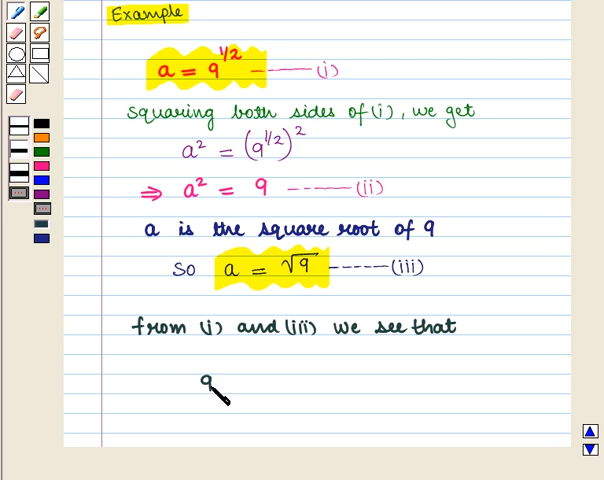 Example
a = 9^1/2 ------ (i)
Squaring both sides of (i), we get
a² = (9^1/2)²
⇒ a² = 9 ------ (ii)
a is the square root of 9
So a = √9 ------ (iii)
from (i) and (iii) we see that
9